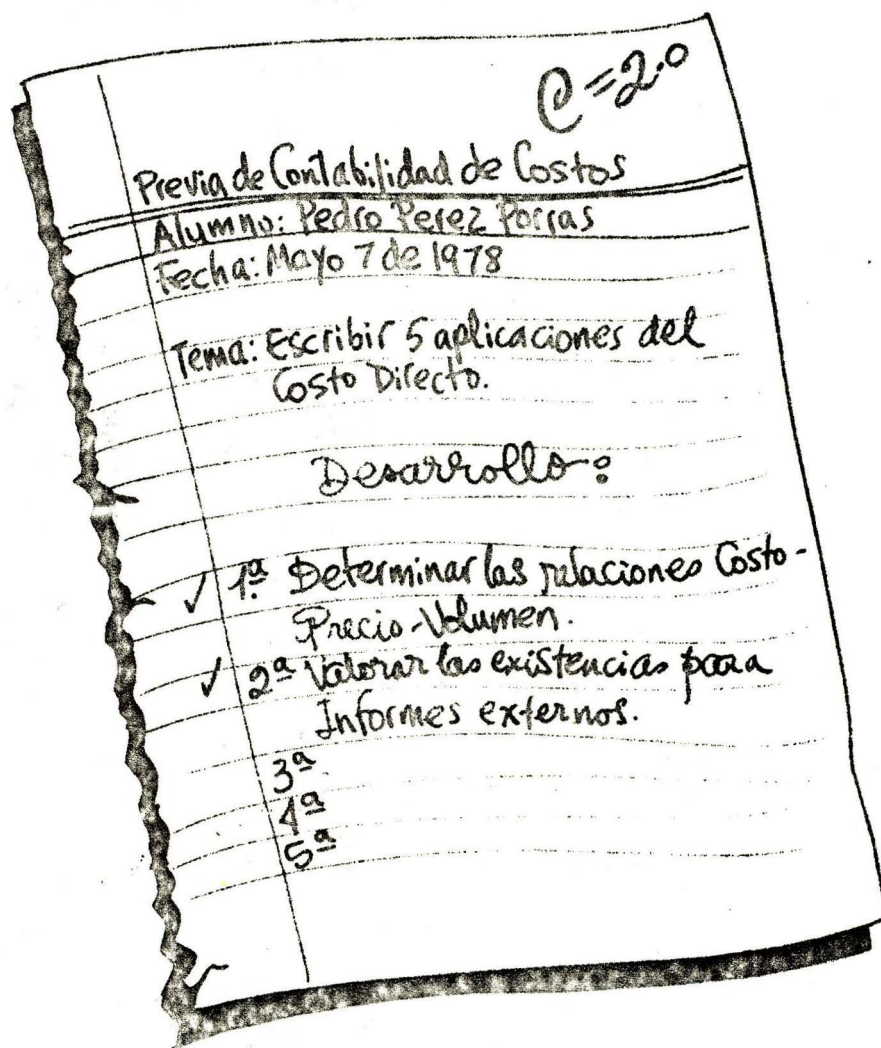 C=2.0
Previa de Contabilidad de Costos
Alumno: Pedro Perez Porras
Fecha: Mayo 7 de 1978
Tema: Escribir 5 aplicaciones del
Costo Directo.
Desarrollo:
✓ 1ª Determinar las relaciones Costo-
Precio-Volumen.
✓ 2ª Valorar las existencias para
Informes externos.
3ª
4ª
5ª